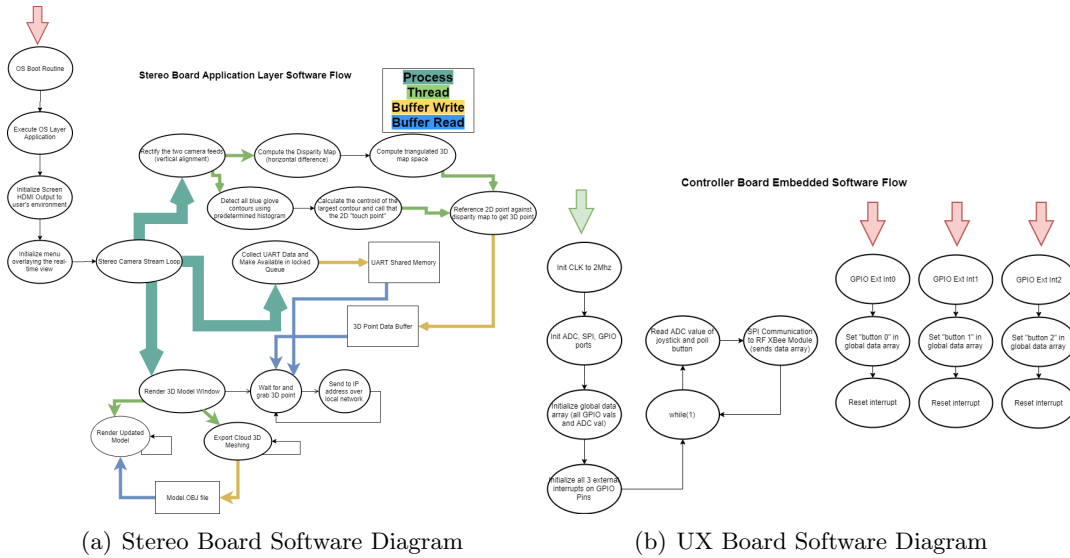 OS Boot Routine
Execute OS Layer
Application
Initialize Screen
HDMI Output to
user's environment
Initialize menu
overlaying the real-
time view
Stereo Board Application Layer Software Flow
Process
Thread
Buffer Write
Buffer Read
Rectify the two camera feeds
(vertical alignment)
Compute the Disparity Map
(horizontal difference)
Compute triangulated 3D
map space
Detect all blue glove
contours using
predetermined histogram
Calculate the centroid of the
largest contour and call that
the 2D "touch point"
Reference 2D point against
disparity map to get 3D point
Stereo Camera Stream Loop
Collect UART Data and
Make Available in locked
Queue
UART Shared Memory
3D Point Data Buffer
Render 3D Model Window
Wait for and
grab 3D point
Send to IP
address over
local network
Render Updated
Model
Export Cloud 3D
Meshing
Model.OBJ file
(a) Stereo Board Software Diagram
Controller Board Embedded Software Flow
Init CLK to 2Mhz
Init ADC, SPI, GPIO
ports
Initialize global data
array (all GPIO vals
and ADC val)
Initialize all 3 external
interrupts on GPIO
Pins
Read ADC value of
joystick and poll
button
SPI Communication
to RF XBee Module
(sends data array)
while(1)
GPIO Ext Int0
Set "button 0" in
global data array
Reset interrupt
GPIO Ext Int1
Set "button 1" in
global data array
Reset interrupt
GPIO Ext Int2
Set "button 2" in
global data array
Reset interrupt
(b) UX Board Software Diagram